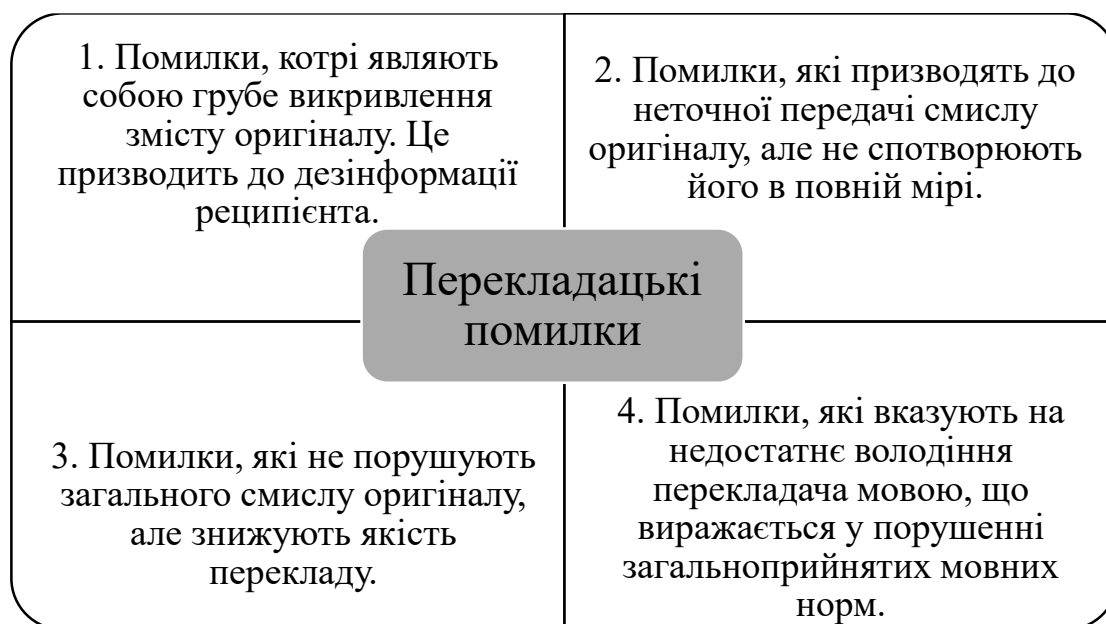 1. Помилки, котрі являють
собою грубе викривлення
змісту оригіналу. Це
призводить до дезінформації
реципієнта.
2. Помилки, які призводять до
неточної передачі смислу
оригіналу, але не спотворюють
його в повній мірі.
Перекладацькі
помилки
3. Помилки, які не порушують
загального смислу оригіналу,
але знижують якість
перекладу.
4. Помилки, які вказують на
недостатнє володіння
перекладача мовою, що
виражається у порушенні
загальноприйнятих мовних
норм.